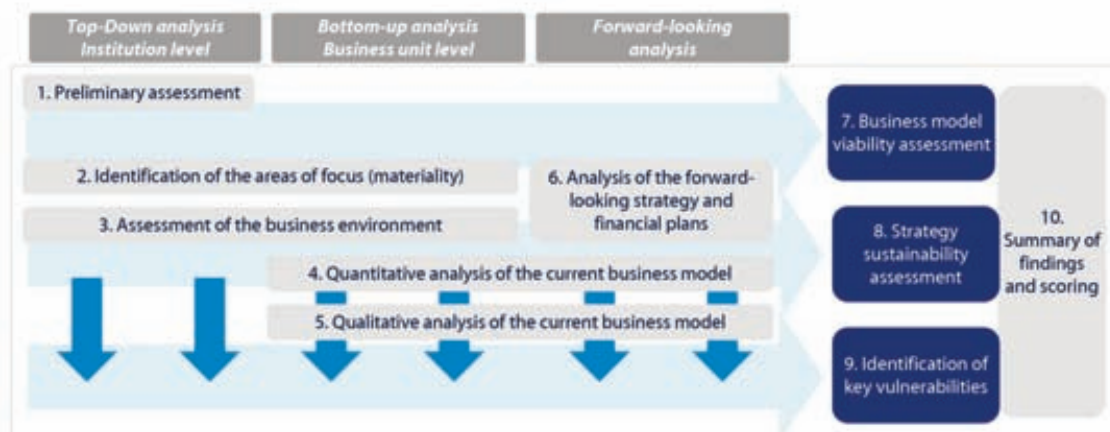 Top-Down analysis
Institution level
Bottom-up analysis
Business unit level
Forward-looking
analysis
1. Preliminary assessment
2. Identification of the areas of focus (materiality)
3. Assessment of the business environment
4. Quantitative analysis of the current business model
5. Qualitative analysis of the current business model
6. Analysis of the forward-
looking strategy and
financial plans
7. Business model
viability assessment
8. Strategy
sustainability
assessment
9. Identification of
key vulnerabilities
10.
Summary of
findings
and scoring